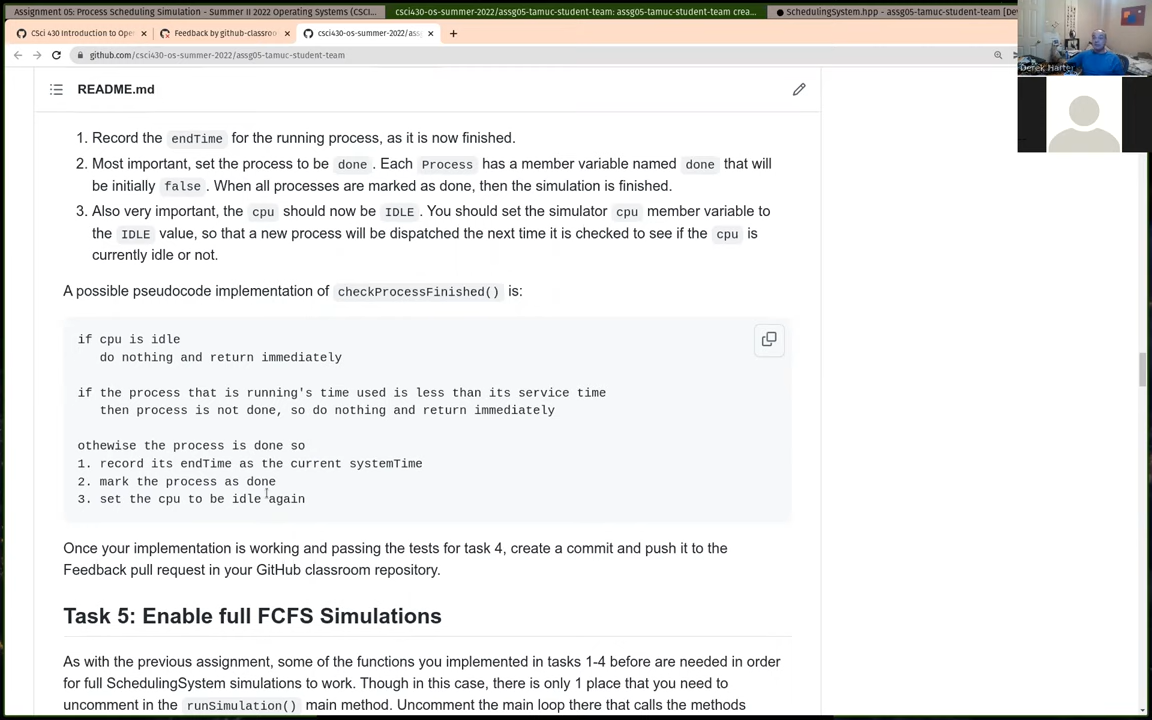 Assignment 05: Process Scheduling Simulation - Summer II 2022 Operating Systems (CSCI...
csci430-os-summer-2022/assg05-tamuc-student-team: assg05-tamuc-student-team crea...
● SchedulingSystem.hpp - assg05-tamuc-student-team [De
CSci 430 Introduction to Ope
Feedback by github-classroo
csci430-os-summer-2022/as
github.com/csci430-os-summer-2022/assg05-tamuc-student-team
Derek Harter
README.md
1. Record the endTime for the running process, as it is now finished.
2. Most important, set the process to be done. Each Process has a member variable named done that will
be initially false. When all processes are marked as done, then the simulation is finished.
3. Also very important, the cpu should now be IDLE. You should set the simulator cpu member variable to
the IDLE value, so that a new process will be dispatched the next time it is checked to see if the cpu is
currently idle or not.
A possible pseudocode implementation of checkProcessFinished() is:
if cpu is idle
do nothing and return immediately
if the process that is running's time used is less than its service time
then process is not done, so do nothing and return immediately
othewise the process is done so
1. record its endTime as the current systemTime
2. mark the process as done
3. set the cpu to be idle again
Once your implementation is working and passing the tests for task 4, create a commit and push it to the
Feedback pull request in your GitHub classroom repository.
Task 5: Enable full FCFS Simulations
As with the previous assignment, some of the functions you implemented in tasks 1-4 before are needed in order
for full SchedulingSystem simulations to work. Though in this case, there is only 1 place that you need to
uncomment in the runSimulation() main method. Uncomment the main loop there that calls the methods